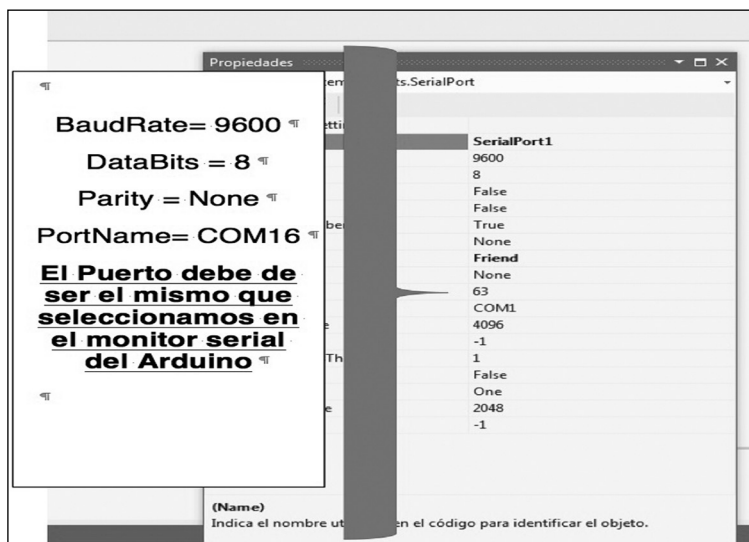 Propiedades
ts.SerialPort
BaudRate= 9600
DataBits = 8
Parity = None
PortName= COM16
El Puerto debe de
ser el mismo que
seleccionamos en
el monitor serial
del Arduino
SerialPort1
9600
8
False
False
True
None
Friend
None
63
COM1
4096
-1
1
False
One
2048
-1
(Name)
Indica el nombre ut en el código para identificar el objeto.